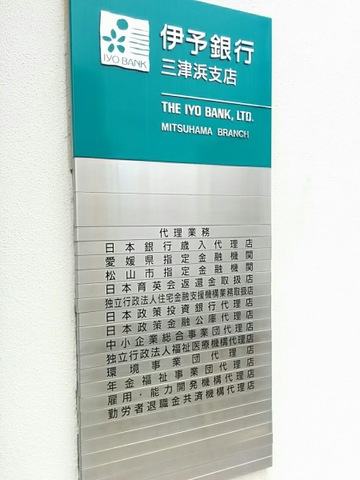 IYO BANK
伊予銀行
三津浜支店
THE IYO BANK, LTD.
MITSUHAMA BRANCH
代理業務
日本銀行歳入代理店
愛媛県指定金融機関
松山市指定金融機関
日本育英会返還金取扱店
独立行政法人住宅金融支援機構業務取扱店
日本政策投資銀行代理店
日本政策金融公庫代理店
中小企業総合事業団代理店
独立行政法人福祉医療機構代理店
環境事業団代理店
年金福祉事業団代理店
雇用・能力開発機構代理店
勤労者退職金共済機構代理店